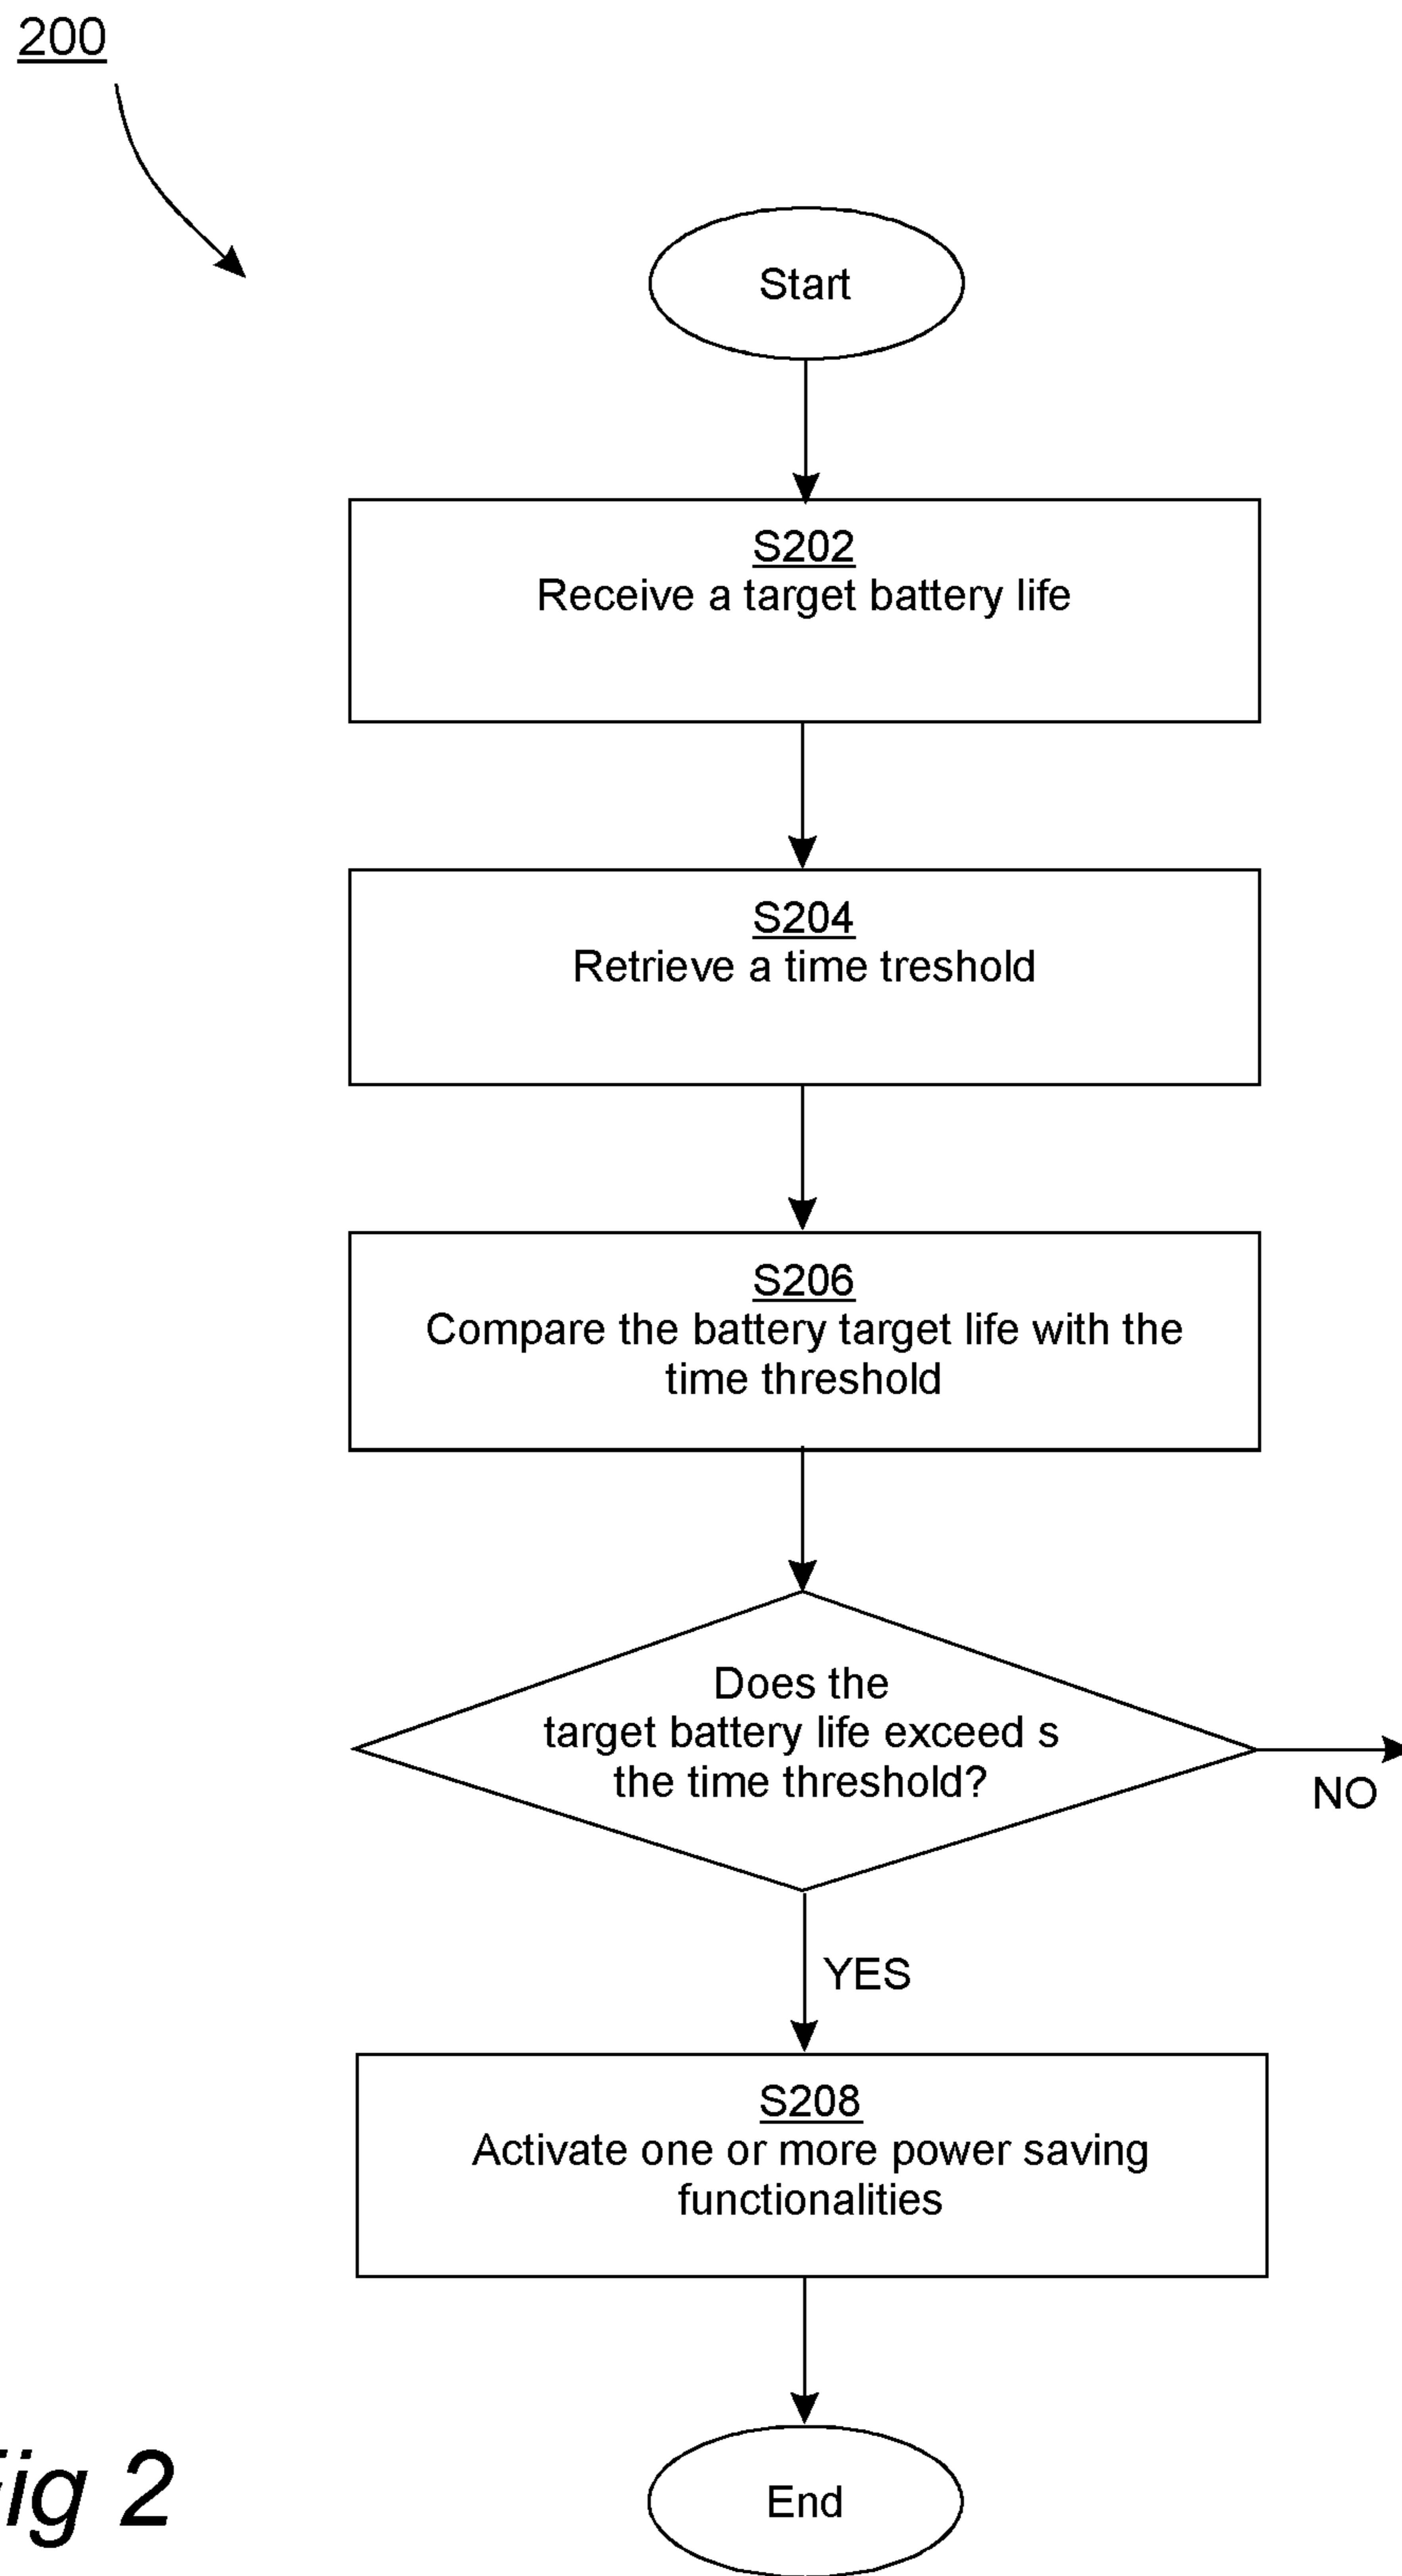 200
Start
S202
Receive a target battery life
S204
Retrieve a time treshold
S206
Compare the battery target life with the
time threshold
Does the
target battery life exceed s
the time threshold?
NO
YES
S208
Activate one or more power saving
functionalities
End
Fig 2